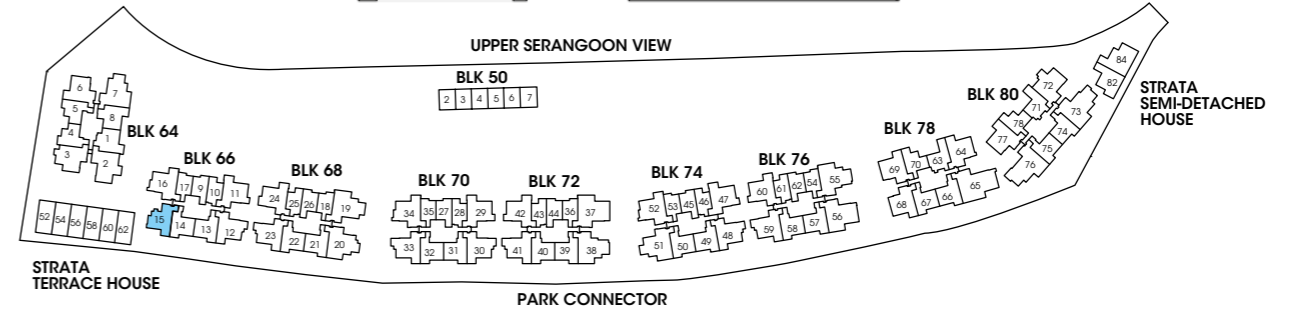 UPPER SERANGOON VIEW
BLK 50
2 3 4 5 6 7
BLK 64
6 7
5 8
4 1
3 2
BLK 66
16 17 9 10 11
15 14 13 12
BLK 68
24 25 26 18 19
23 22 21 20
BLK 70
34 35 27 28 29
33 32 31 30
BLK 72
42 43 44 36 37
41 40 39 38
BLK 74
52 53 45 46 47
51 50 49 48
BLK 76
60 61 62 54 55
59 58 57 56
BLK 78
69 70 63 64
68 67 66 65
BLK 80
72
71 73
78 74
77 75
76
84
82
STRATA
SEMI-DETACHED
HOUSE
52 54 56 58 60 62
STRATA
TERRACE HOUSE
PARK CONNECTOR